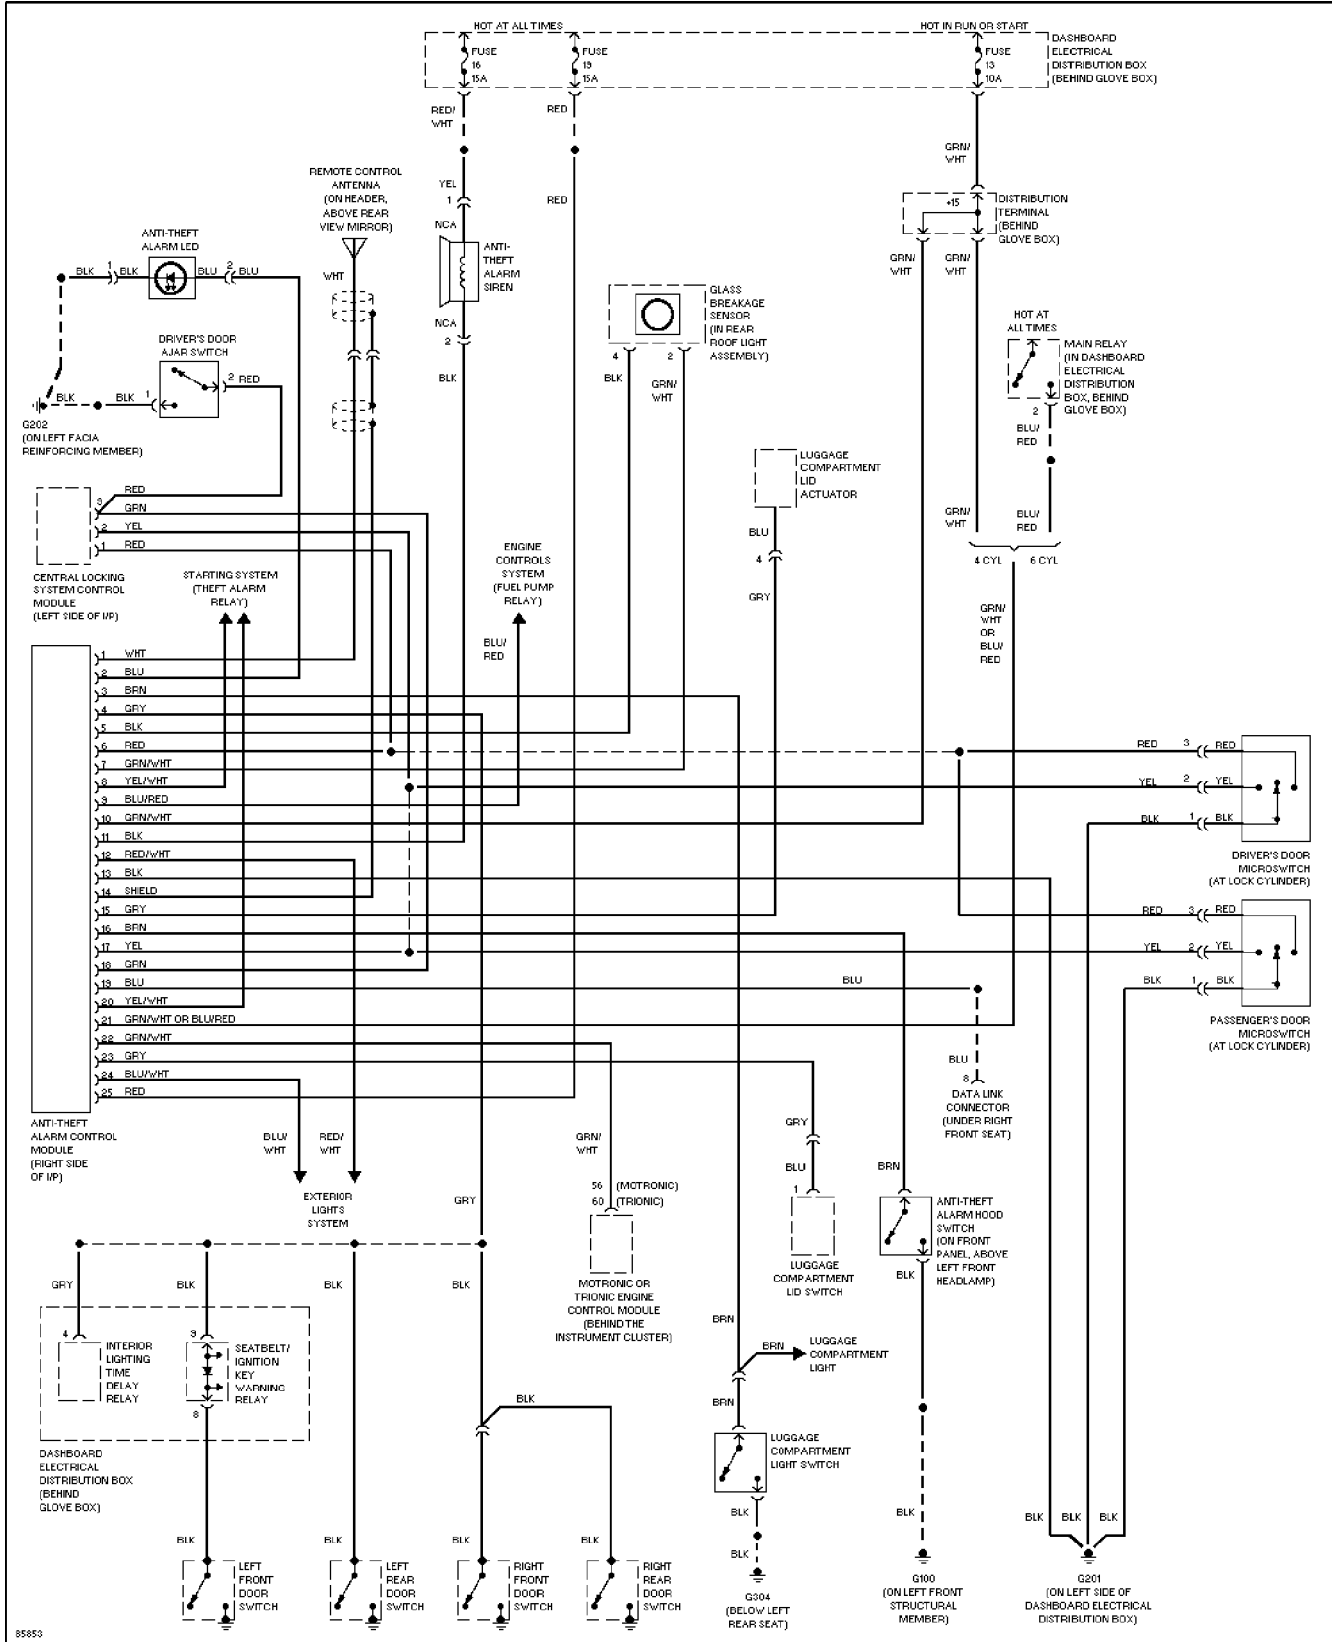 HOT AT ALL TIMES
HOT IN RUN OR START
FUSE
16
15A
FUSE
19
15A
FUSE
13
10A
DASHBOARD
ELECTRICAL
DISTRIBUTION BOX
(BEHIND GLOVE BOX)
RED/
WHT
RED
GRN/
WHT
REMOTE CONTROL
ANTENNA
(ON HEADER,
ABOVE REAR
VIEW MIRROR)
YEL
1
RED
+15
DISTRIBUTION
TERMINAL
(BEHIND
GLOVE BOX)
NCA
ANTI-
THEFT
ALARM
SIREN
NCA
2
BLK
ANTI-THEFT
ALARM LED
BLK
1
BLK
BLU
2
BLU
WHT
GRN/
WHT
GRN/
WHT
GLASS
BREAKAGE
SENSOR
(IN REAR
ROOF LIGHT
ASSEMBLY)
4
2
BLK
GRN/
WHT
HOT AT
ALL TIMES
MAIN RELAY
(IN DASHBOARD
ELECTRICAL
DISTRIBUTION
BOX, BEHIND
GLOVE BOX)
2
BLU/
RED
DRIVER'S DOOR
AJAR SWITCH
2
RED
BLK
BLK
1
G202
(ON LEFT FACIA
REINFORCING MEMBER)
LUGGAGE
COMPARTMENT
LID
ACTUATOR
BLU
4
GRY
GRN/
WHT
BLU/
RED
4 CYL
6 CYL
GRN/
WHT
OR
BLU/
RED
3
RED
GRN
2
YEL
1
RED
CENTRAL LOCKING
SYSTEM CONTROL
MODULE
(LEFT SIDE OF I/P)
STARTING SYSTEM
(THEFT ALARM
RELAY)
ENGINE
CONTROLS
SYSTEM
(FUEL PUMP
RELAY)
BLU/
RED
1 WHT
2 BLU
3 BRN
4 GRY
5 BLK
6 RED
7 GRN/WHT
8 YEL/WHT
9 BLU/RED
10 GRN/WHT
11 BLK
12 RED/WHT
13 BLK
14 SHIELD
15 GRY
16 BRN
17 YEL
18 GRN
19 BLU
20 YEL/WHT
21 GRN/WHT OR BLU/RED
22 GRN/WHT
23 GRY
24 BLU/WHT
25 RED
ANTI-THEFT
ALARM CONTROL
MODULE
(RIGHT SIDE
OF I/P)
RED 3 RED
YEL 2 YEL
BLK 1 BLK
DRIVER'S DOOR
MICROSWITCH
(AT LOCK CYLINDER)
RED 3 RED
YEL 2 YEL
BLK 1 BLK
PASSENGER'S DOOR
MICROSWITCH
(AT LOCK CYLINDER)
BLU
BLU
8
DATA LINK
CONNECTOR
(UNDER RIGHT
FRONT SEAT)
BLU/
WHT
RED/
WHT
EXTERIOR
LIGHTS
SYSTEM
GRY
GRN/
WHT
56 (MOTRONIC)
60 (TRIONIC)
MOTRONIC OR
TRIONIC ENGINE
CONTROL MODULE
(BEHIND THE
INSTRUMENT CLUSTER)
GRY
BLU
1
LUGGAGE
COMPARTMENT
LID SWITCH
BRN
ANTI-THEFT
ALARM HOOD
SWITCH
(ON FRONT
PANEL, ABOVE
LEFT FRONT
HEADLAMP)
BLK
GRY
BLK
BLK
BLK
4
INTERIOR
LIGHTING
TIME
DELAY
RELAY
9
SEATBELT/
IGNITION
KEY
WARNING
RELAY
8
DASHBOARD
ELECTRICAL
DISTRIBUTION BOX
(BEHIND
GLOVE BOX)
BRN
BRN
LUGGAGE
COMPARTMENT
LIGHT
BRN
BLK
LUGGAGE
COMPARTMENT
LIGHT SWITCH
BLK
BLK
G304
(BELOW LEFT
REAR SEAT)
BLK
G100
(ON LEFT FRONT
STRUCTURAL
MEMBER)
BLK
BLK
BLK
G201
(ON LEFT SIDE OF
DASHBOARD ELECTRICAL
DISTRIBUTION BOX)
BLK
LEFT
FRONT
DOOR
SWITCH
BLK
LEFT
REAR
DOOR
SWITCH
BLK
RIGHT
FRONT
DOOR
SWITCH
BLK
RIGHT
REAR
DOOR
SWITCH
85853